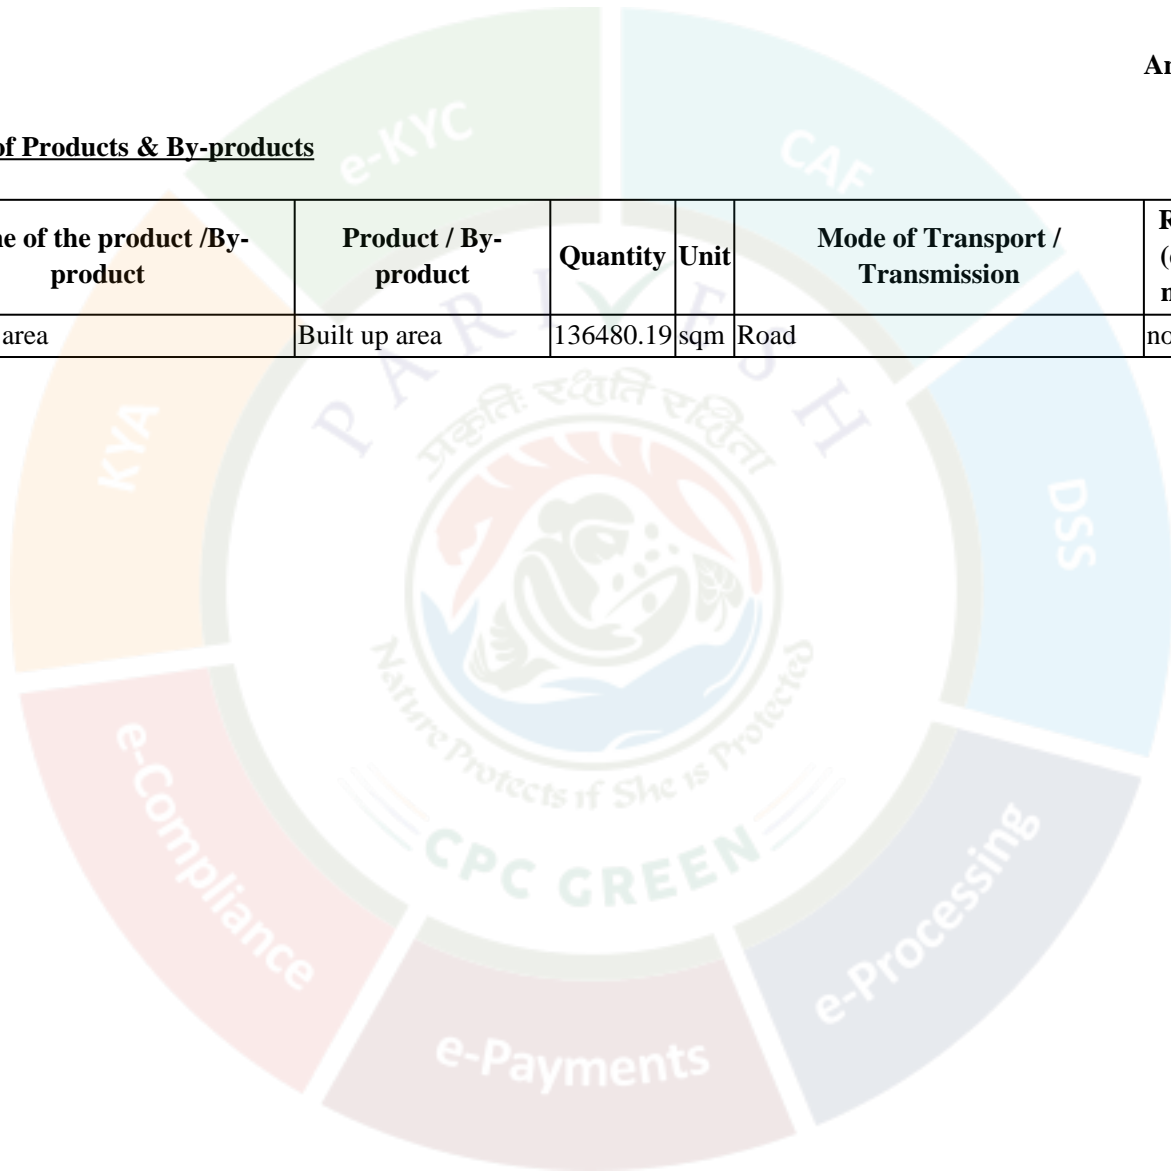 of Products & By-products
of the product /By-
product
Product / By-
product
Quantity
Unit
Mode of Transport /
Transmission
area
Built up area
136480.19
sqm
Road
e-KYC
CAF
KYA
DSS
PARIVESH
प्रकृतिः रक्षति रक्षिता
Nature Protects if She is Protected
CPC GREEN
e-Compliance
e-Processing
e-Payments